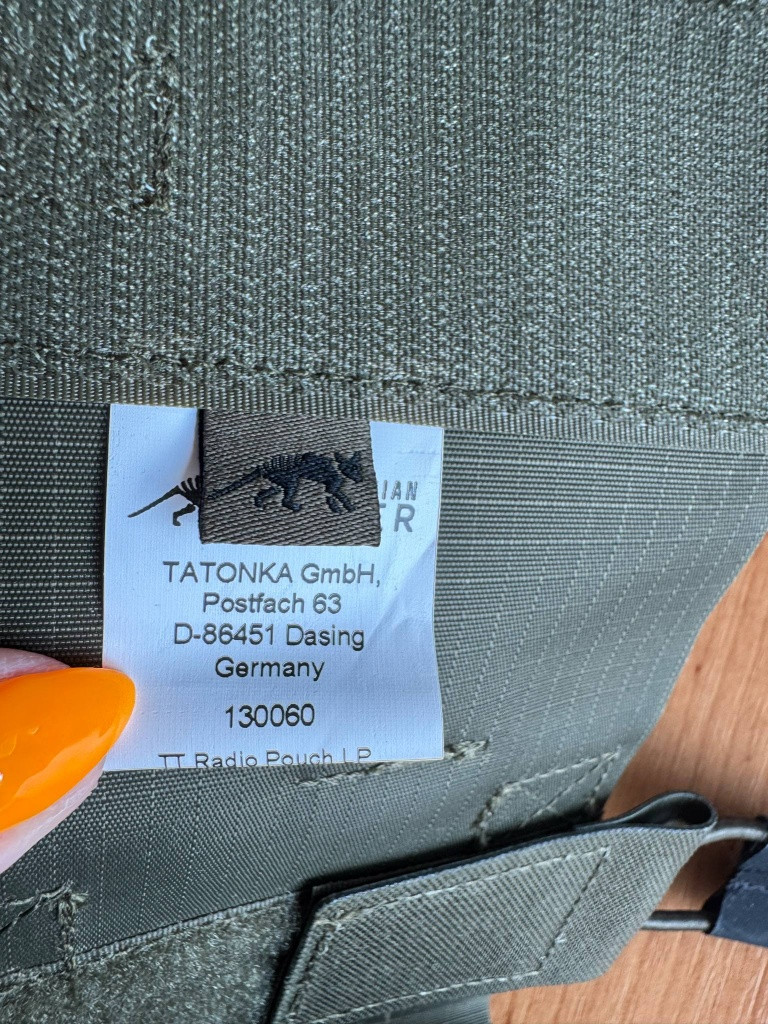 TATONKA GmbH,
Postfach 63
D-86451 Dasing
Germany
130060
TT Radio Pouch LP